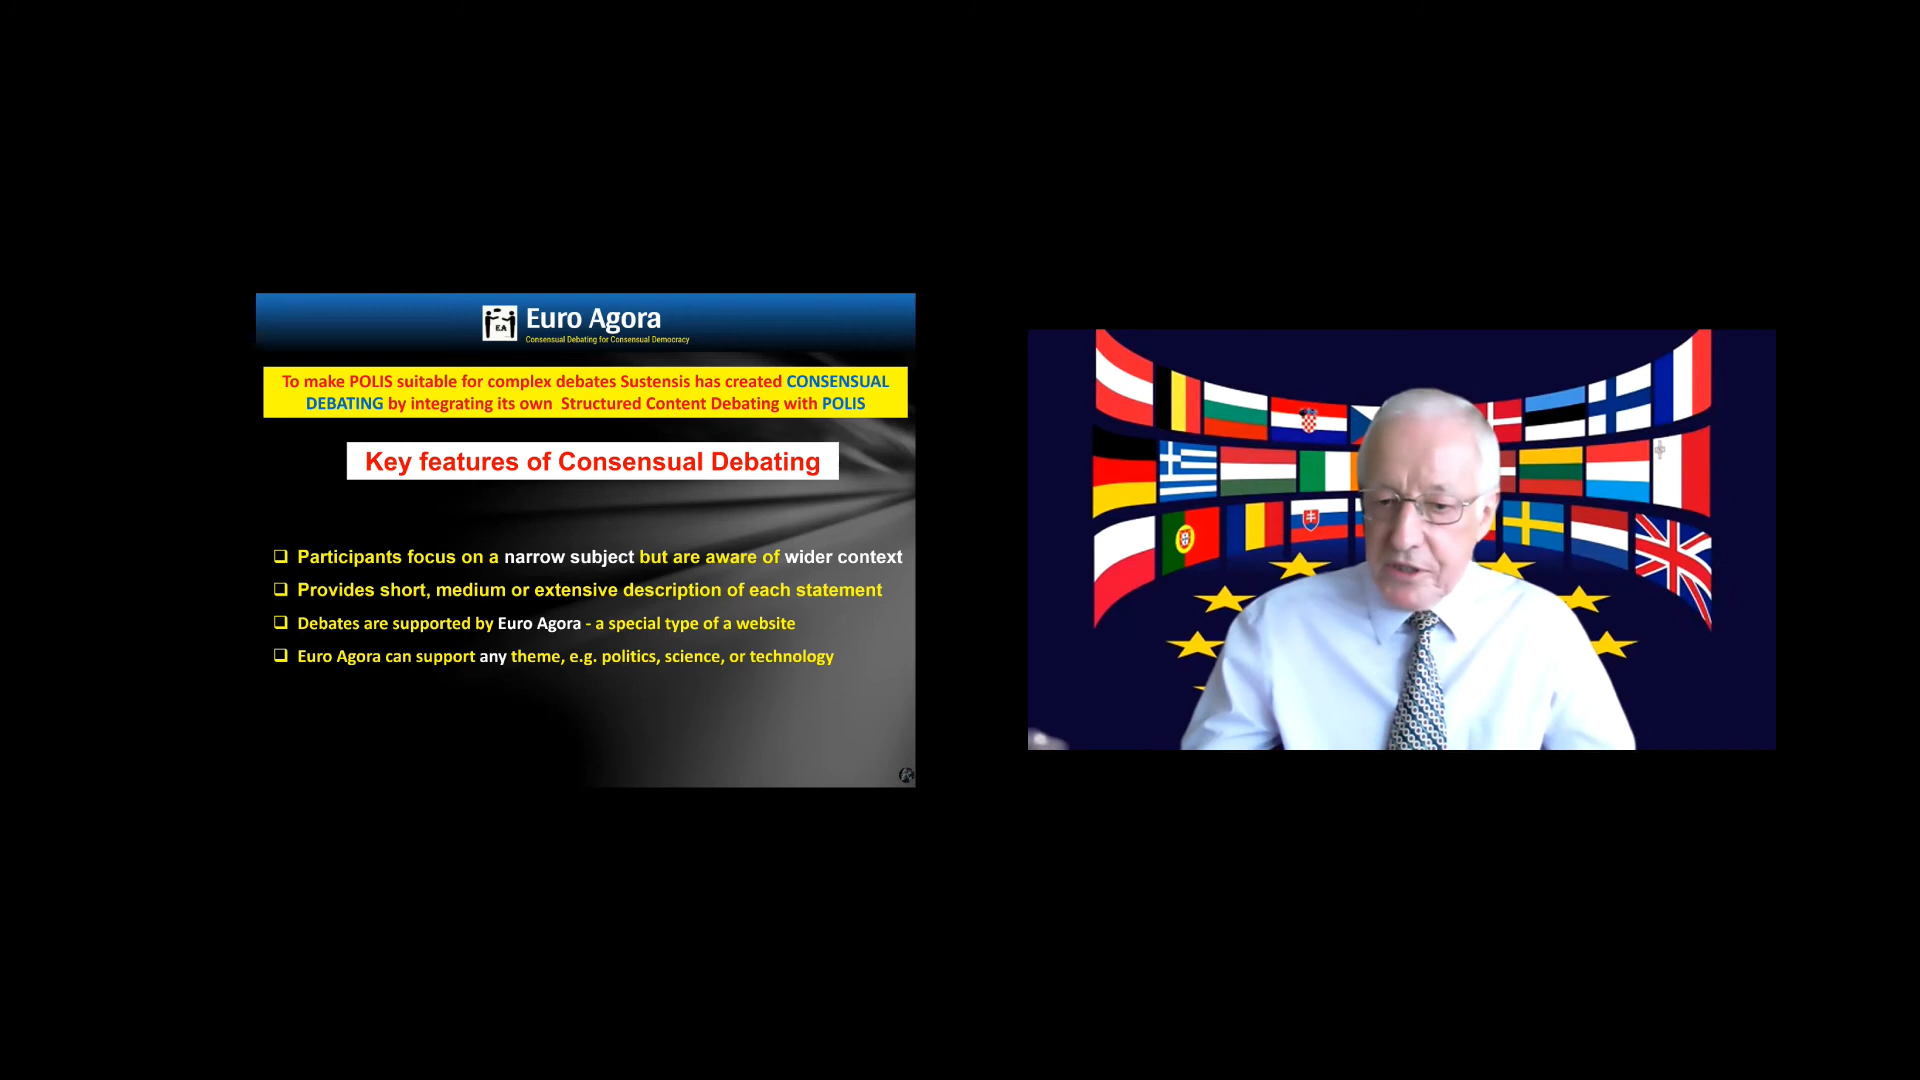 EA
Euro Agora
Consensual Debating for Consensual Democracy
To make POLIS suitable for complex debates Sustensis has created CONSENSUAL
DEBATING by integrating its own Structured Content Debating with POLIS
Key features of Consensual Debating
❑ Participants focus on a narrow subject but are aware of wider context
❑ Provides short, medium or extensive description of each statement
❑ Debates are supported by Euro Agora - a special type of a website
❑ Euro Agora can support any theme, e.g. politics, science, or technology